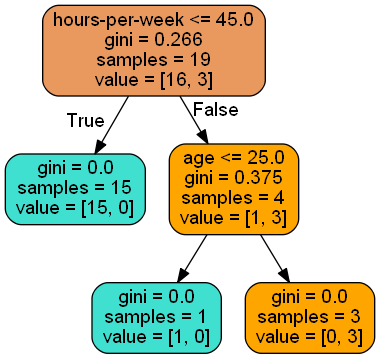 hours-per-week <= 45.0
gini = 0.266
samples = 19
value = [16, 3]
True
False
gini = 0.0
samples = 15
value = [15, 0]
age <= 25.0
gini = 0.375
samples = 4
value = [1, 3]
gini = 0.0
samples = 1
value = [1, 0]
gini = 0.0
samples = 3
value = [0, 3]